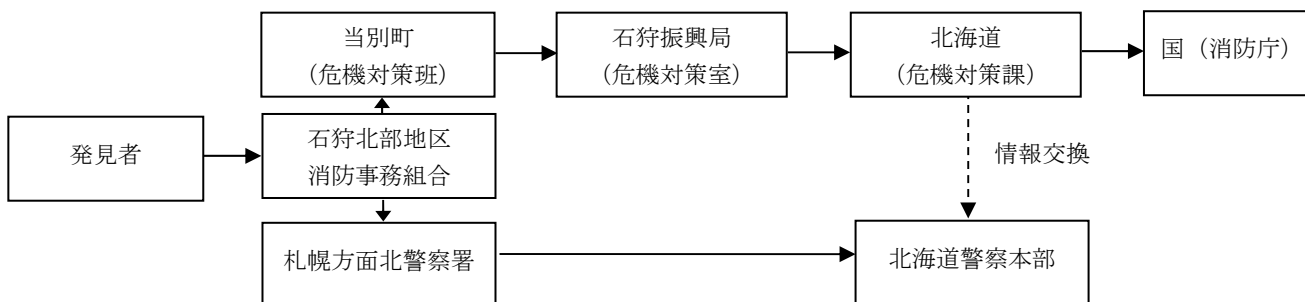 当別町
（危機対策班）
石狩振興局
（危機対策室）
北海道
（危機対策課）
国（消防庁）
発見者
石狩北部地区
消防事務組合
情報交換
札幌方面北警察署
北海道警察本部